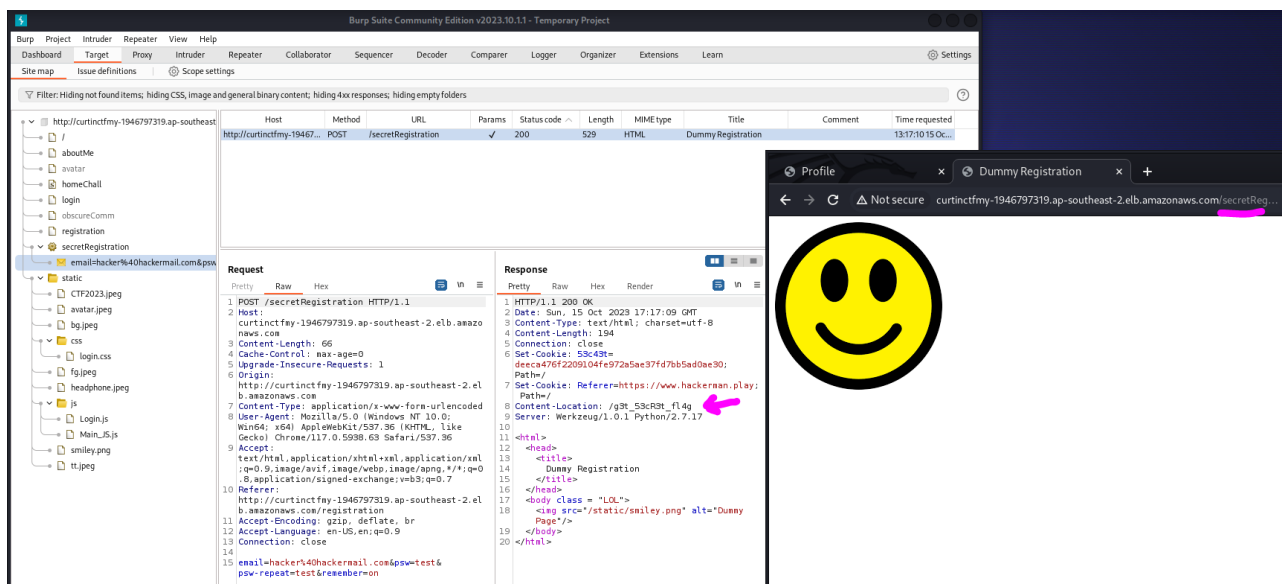 Burp Suite Community Edition v2023.10.1.1 - Temporary Project
Burp Project Intruder Repeater View Help
Dashboard Target Proxy Intruder Repeater Collaborator Sequencer Decoder Comparer Logger Organizer Extensions Learn Settings
Site map Issue definitions Scope settings
Filter: Hiding not found items; hiding CSS, image and general binary content; hiding 4xx responses; hiding empty folders
http://curtinctfmy-1946797319.ap-southeast
/
aboutMe
avatar
homeChall
login
obscureComm
registration
secretRegistration
email=hacker%40hackermail.com&psw
static
CTF2023.jpeg
avatar.jpeg
bg.jpeg
css
login.css
fg.jpeg
headphone.jpeg
js
Login.js
Main_JS.js
smiley.png
tt.jpeg
Host Method URL Params Status code Length MIME type Title Comment Time requested
http://curtinctfmy-19467... POST /secretRegistration ✓ 200 529 HTML Dummy Registration 13:17:10 15 Oc...
Request
Pretty Raw Hex
1 POST /secretRegistration HTTP/1.1
2 Host:
curtinctfmy-1946797319.ap-southeast-2.elb.amazo
naws.com
3 Content-Length: 66
4 Cache-Control: max-age=0
5 Upgrade-Insecure-Requests: 1
6 Origin:
http://curtinctfmy-1946797319.ap-southeast-2.el
b.amazonaws.com
7 Content-Type: application/x-www-form-urlencoded
8 User-Agent: Mozilla/5.0 (Windows NT 10.0;
Win64; x64) AppleWebKit/537.36 (KHTML, like
Gecko) Chrome/117.0.5938.63 Safari/537.36
9 Accept:
text/html,application/xhtml+xml,application/xml
;q=0.9,image/avif,image/webp,image/apng,*/*;q=0
.8,application/signed-exchange;v=b3;q=0.7
10 Referer:
http://curtinctfmy-1946797319.ap-southeast-2.el
b.amazonaws.com/registration
11 Accept-Encoding: gzip, deflate, br
12 Accept-Language: en-US,en;q=0.9
13 Connection: close
14
15 email=hacker%40hackermail.com&psw=test&
psw-repeat=test&remember=on
Response
Pretty Raw Hex Render
1 HTTP/1.1 200 OK
2 Date: Sun, 15 Oct 2023 17:17:09 GMT
3 Content-Type: text/html; charset=utf-8
4 Content-Length: 194
5 Connection: close
6 Set-Cookie: 53c43t=
deeca476f2209104fe972a5ae37fd7bb5ad0ae30;
Path=/
7 Set-Cookie: Referer=https://www.hackerman.play;
Path=/
8 Content-Location: /g3t_53cR3t_fl4g
9 Server: Werkzeug/1.0.1 Python/2.7.17
10
11 <html>
12 <head>
13 <title>
14 Dummy Registration
15 </title>
16 </head>
17 <body class = "LOL">
18 <img src="/static/smiley.png" alt="Dummy
Page"/>
19 </body>
20 </html>
Profile
Dummy Registration
Not secure curtinctfmy-1946797319.ap-southeast-2.elb.amazonaws.com/secretReg...